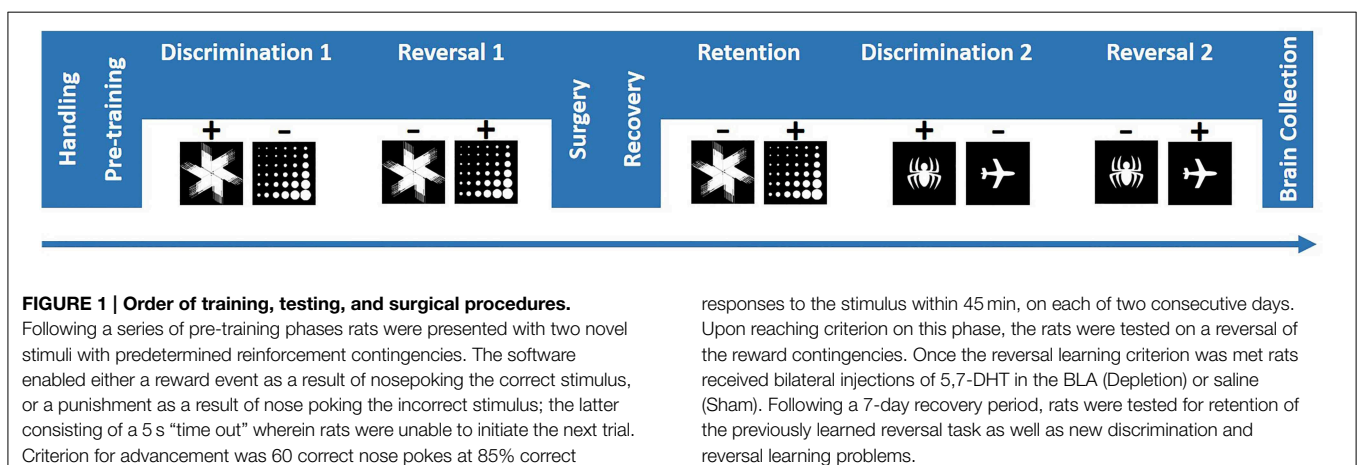 Handling
Pre-training
Discrimination 1
Reversal 1
Surgery
Recovery
Retention
Discrimination 2
Reversal 2
Brain Collection
+ − − + − + + − − +
FIGURE 1 | Order of training, testing, and surgical procedures.
Following a series of pre-training phases rats were presented with two novel
stimuli with predetermined reinforcement contingencies. The software
enabled either a reward event as a result of nosepoking the correct stimulus,
or a punishment as a result of nose poking the incorrect stimulus; the latter
consisting of a 5 s “time out” wherein rats were unable to initiate the next trial.
Criterion for advancement was 60 correct nose pokes at 85% correct
responses to the stimulus within 45 min, on each of two consecutive days.
Upon reaching criterion on this phase, the rats were tested on a reversal of
the reward contingencies. Once the reversal learning criterion was met rats
received bilateral injections of 5,7-DHT in the BLA (Depletion) or saline
(Sham). Following a 7-day recovery period, rats were tested for retention of
the previously learned reversal task as well as new discrimination and
reversal learning problems.